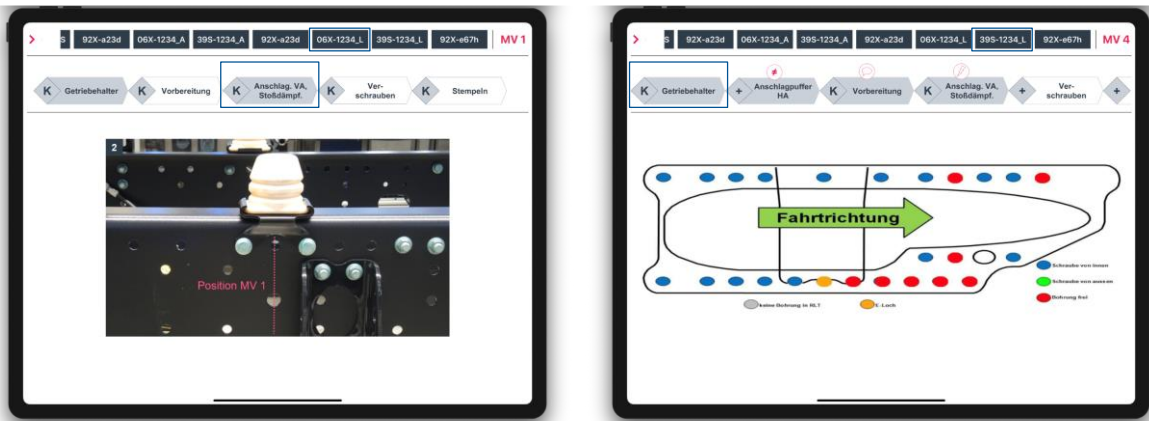 S 92X-a23d 06X-1234_A 39S-1234_A 92X-a23d 06X-1234_L 39S-1234_L 92X-e67h MV 1
K Getriebehalter K Vorbereitung K Anschlag. VA, Stoßdämpf. K Ver-schrauben K Stempeln
2
Position MV 1
S 92X-a23d 06X-1234_A 39S-1234_A 92X-a23d 06X-1234_L 39S-1234_L 92X-e67h MV 4
K Getriebehalter + Anschlagpuffer HA K Vorbereitung K Anschlag. VA, Stoßdämpf. + Ver-schrauben +
Fahrtrichtung
Schraube von innen
Schraube von aussen
Bohrung frei
keine Bohrung in RLT
C-Loch